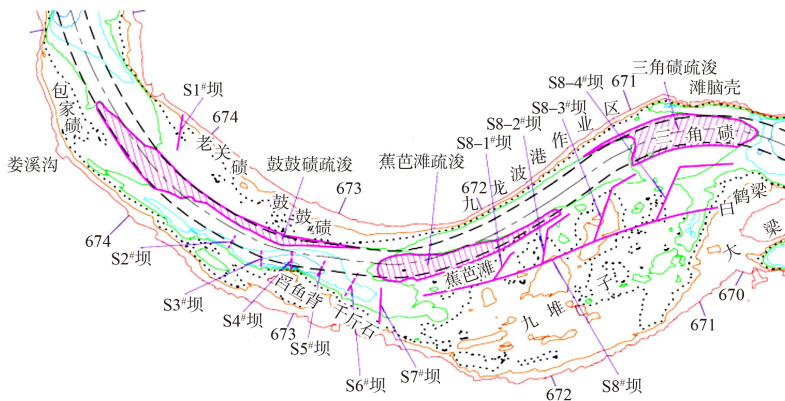 三角碛疏浚
671
滩脑壳
S8-4#坝
S8-3#坝
S8-2#坝
S8-1#坝
九龙波港作业区
672
三角碛
S1#坝
674
包家碛
老关碛
鼓鼓碛疏浚
蕉芭滩疏浚
673
娄溪沟
鼓鼓碛
白鹤梁
大梁
674
S2#坝
S3#坝
S4#坝
673
S5#坝
S6#坝
S7#坝
鱼背
千斤石
蕉芭滩
九堆子
670
671
672
S8#坝